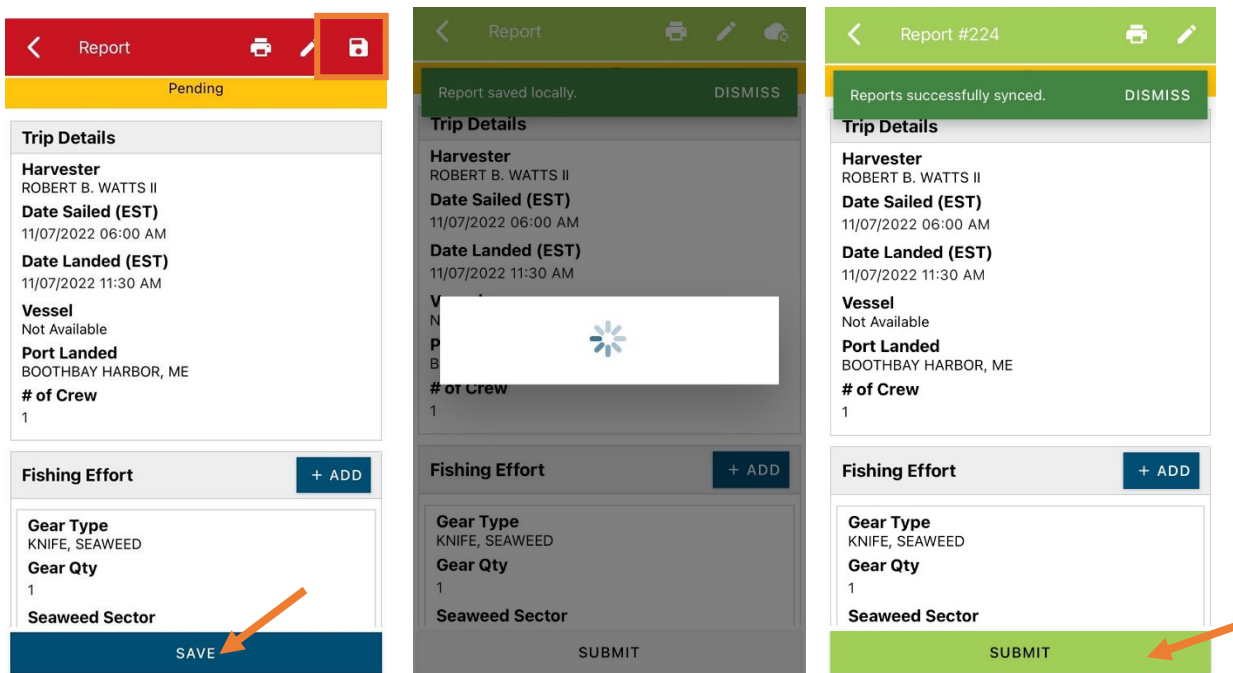 Report
Pending
Trip Details
Harvester
ROBERT B. WATTS II
Date Sailed (EST)
11/07/2022 06:00 AM
Date Landed (EST)
11/07/2022 11:30 AM
Vessel
Not Available
Port Landed
BOOTHBAY HARBOR, ME
# of Crew
1
Fishing Effort
+ ADD
Gear Type
KNIFE, SEAWEED
Gear Qty
1
Seaweed Sector
SAVE
Report
Report saved locally.
DISMISS
Trip Details
Harvester
ROBERT B. WATTS II
Date Sailed (EST)
11/07/2022 06:00 AM
Date Landed (EST)
11/07/2022 11:30 AM
# of Crew
1
Fishing Effort
+ ADD
Gear Type
KNIFE, SEAWEED
Gear Qty
1
Seaweed Sector
SUBMIT
Report #224
Reports successfully synced.
DISMISS
Trip Details
Harvester
ROBERT B. WATTS II
Date Sailed (EST)
11/07/2022 06:00 AM
Date Landed (EST)
11/07/2022 11:30 AM
Vessel
Not Available
Port Landed
BOOTHBAY HARBOR, ME
# of Crew
1
Fishing Effort
+ ADD
Gear Type
KNIFE, SEAWEED
Gear Qty
1
Seaweed Sector
SUBMIT